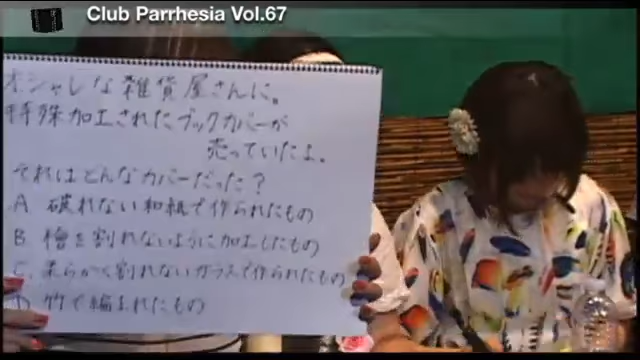 Club Parrhesia Vol.67
オシャレな雑貨屋さんに。
特殊加工されたブックカバーが
売っていたよ。
それはどんなカバーだった？
A 破れない和紙で作られたもの
B 檜を割れないように加工したもの
C. 柔らかく割れないガラスで作られたもの
D 竹で編まれたもの